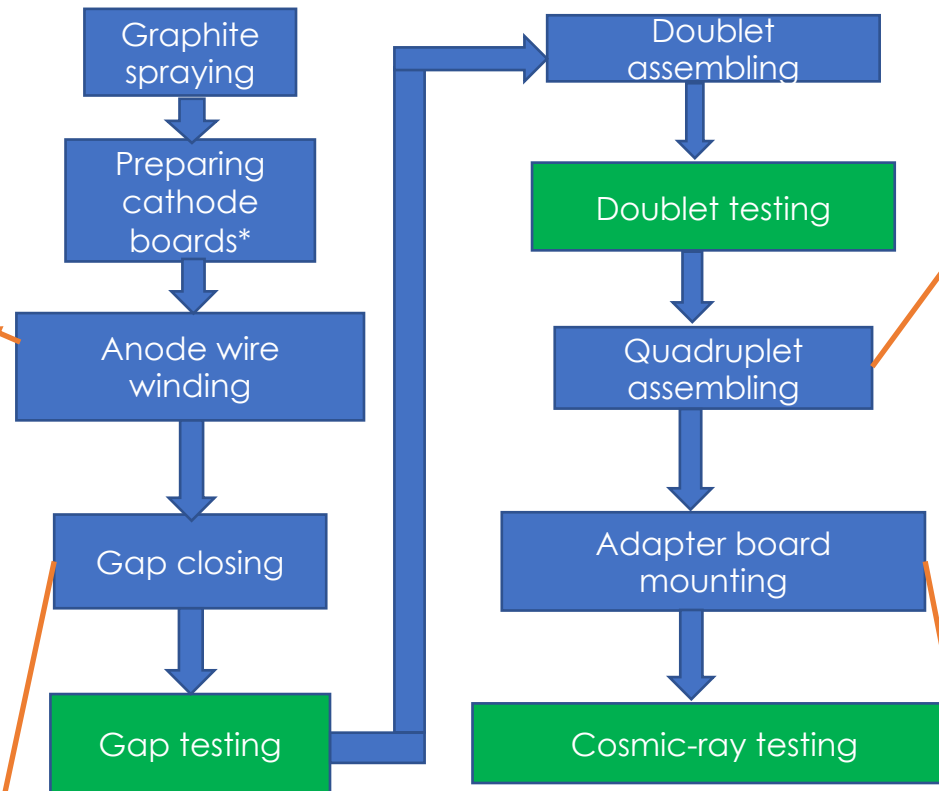 Graphite
spraying
Preparing
cathode
boards*
Anode wire
winding
Gap closing
Gap testing
Doublet
assembling
Doublet testing
Quadruplet
assembling
Adapter board
mounting
Cosmic-ray testing